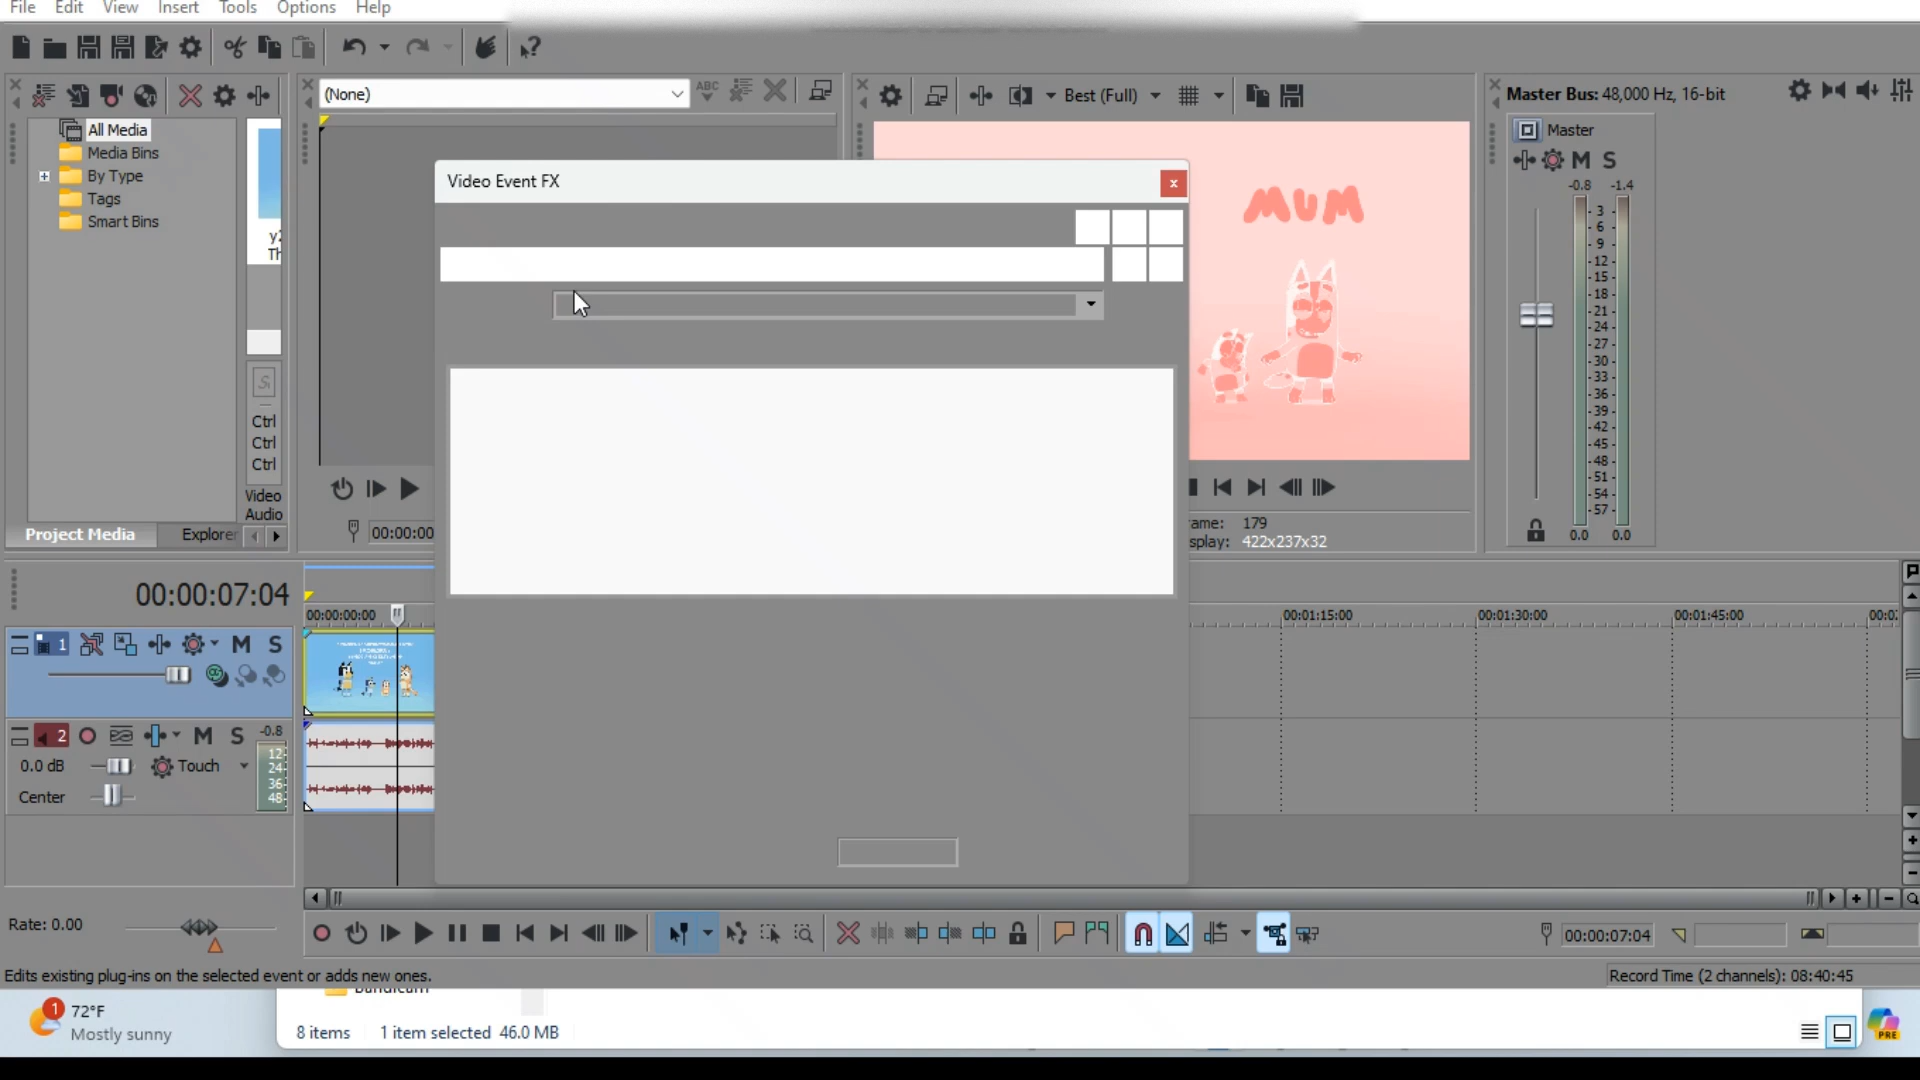 File Edit View Insert Tools Options Help
(None)
Best (Full)
Master Bus: 48,000 Hz, 16-bit
All Media
Media Bins
By Type
Tags
Smart Bins
y2
Th
S
Ctrl
Ctrl
Ctrl
Video
Audio
Project Media
Explorer
Video Event FX
x
MUM
Master
M S
-0.8 -1.4
3
6
9
12
15
18
21
24
27
30
33
36
39
42
45
48
51
54
57
0.0 0.0
00:00:00
ame: 179
splay: 422x237x32
00:00:07:04
00:00:00:00
00:01:15:00
00:01:30:00
00:01:45:00
00:0
1
M S
2
M S
-0.8
12
24
36
48
0.0 dB
Touch
Center
Rate: 0.00
00:00:07:04
Edits existing plug-ins on the selected event or adds new ones.
Record Time (2 channels): 08:40:45
1
72°F
Mostly sunny
8 items 1 item selected 46.0 MB
PRE